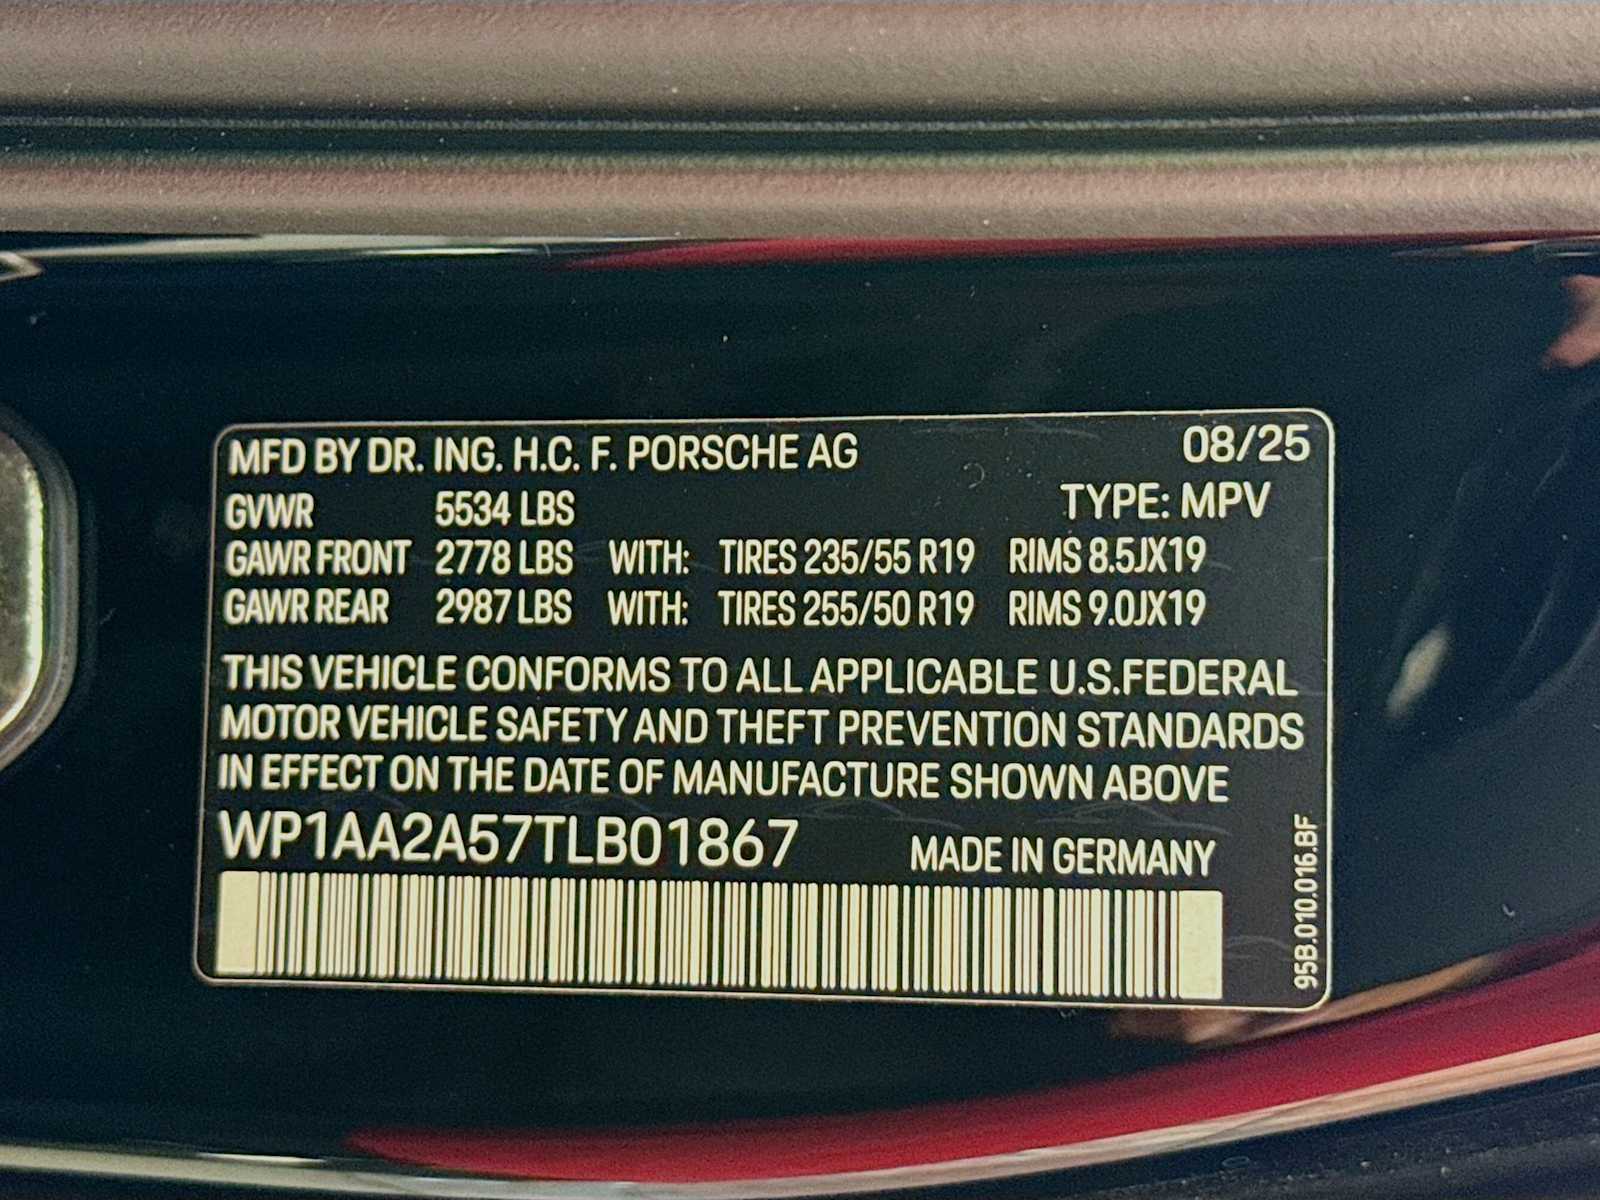 MFD BY DR. ING. H.C. F. PORSCHE AG 08/25
GVWR 5534 LBS TYPE: MPV
GAWR FRONT 2778 LBS WITH: TIRES 235/55 R19 RIMS 8.5JX19
GAWR REAR 2987 LBS WITH: TIRES 255/50 R19 RIMS 9.0JX19
THIS VEHICLE CONFORMS TO ALL APPLICABLE U.S.FEDERAL
MOTOR VEHICLE SAFETY AND THEFT PREVENTION STANDARDS
IN EFFECT ON THE DATE OF MANUFACTURE SHOWN ABOVE
WP1AA2A57TLB01867 MADE IN GERMANY
95B.010.016.BF